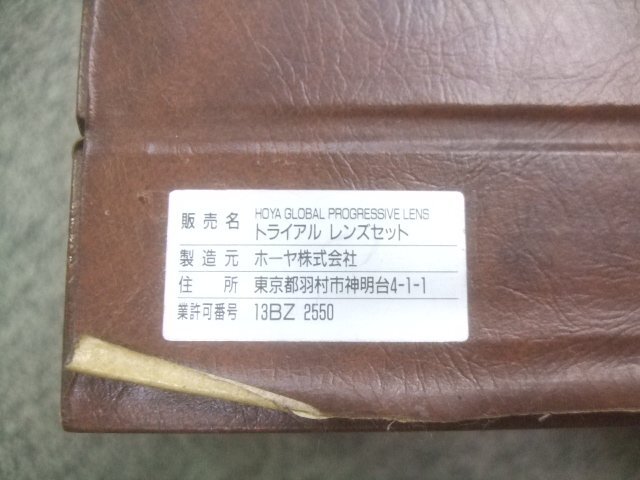 販売名 HOYA GLOBAL PROGRESSIVE LENS
トライアル レンズセット
製造元 ホーヤ株式会社
住所 東京都羽村市神明台4-1-1
業許可番号 13BZ 2550